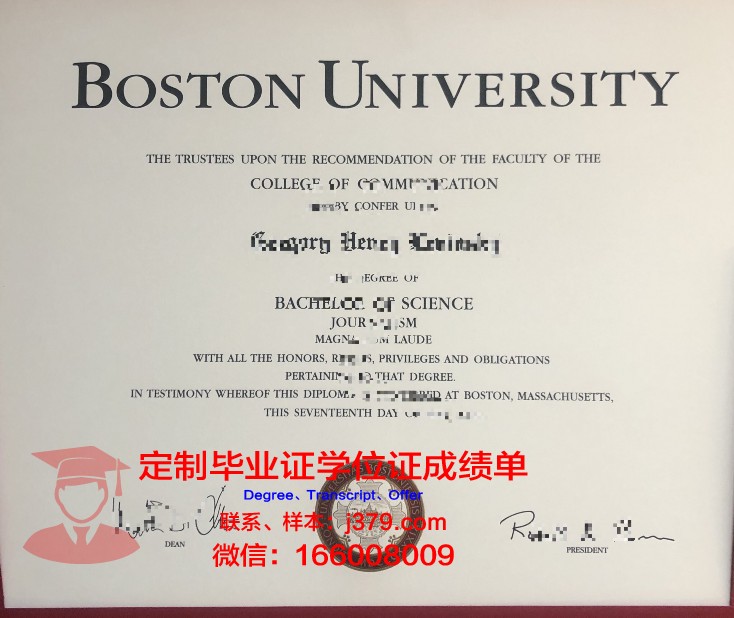 BOSTON UNIVERSITY
THE TRUSTEES UPON THE RECOMMENDATION OF THE FACULTY OF THE
COLLEGE OF COMMUNICATION
CONFER
DEGREE OF
BACHELOR OF SCIENCE
JOURNALISM
MAGNA CUM LAUDE
WITH ALL THE HONORS, PRIVILEGES AND OBLIGATIONS
PERTAINING TO THAT DEGREE.
IN TESTIMONY WHEREOF THIS AT BOSTON, MASSACHUSETTS,
THIS SEVENTEENTH DAY
定制毕业证学位证成绩单
Degree、Transcript、Offer
联系、样本：j379.com
微信：166008009
DEAN
PRESIDENT